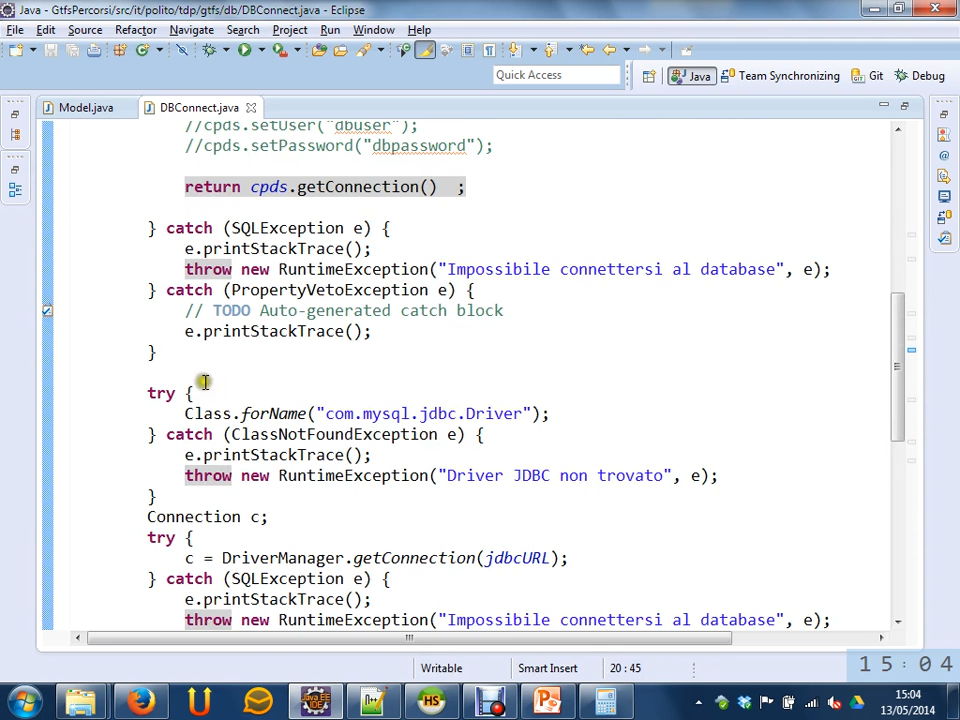 Java - GtfsPercorsi/src/it/polito/tdp/gtfs/db/DBConnect.java - Eclipse
File Edit Source Refactor Navigate Search Project Run Window Help
Quick Access
Java Team Synchronizing Git Debug
Model.java DBConnect.java
//cpds.setUser("dbuser");
//cpds.setPassword("dbpassword");
return cpds.getConnection()  ;
} catch (SQLException e) {
e.printStackTrace();
throw new RuntimeException("Impossibile connettersi al database", e);
} catch (PropertyVetoException e) {
// TODO Auto-generated catch block
e.printStackTrace();
}
try {
Class.forName("com.mysql.jdbc.Driver");
} catch (ClassNotFoundException e) {
e.printStackTrace();
throw new RuntimeException("Driver JDBC non trovato", e);
}
Connection c;
try {
c = DriverManager.getConnection(jdbcURL);
} catch (SQLException e) {
e.printStackTrace();
throw new RuntimeException("Impossibile connettersi al database", e);
Writable Smart Insert 20 : 45
15:04
HS
15:04
13/05/2014